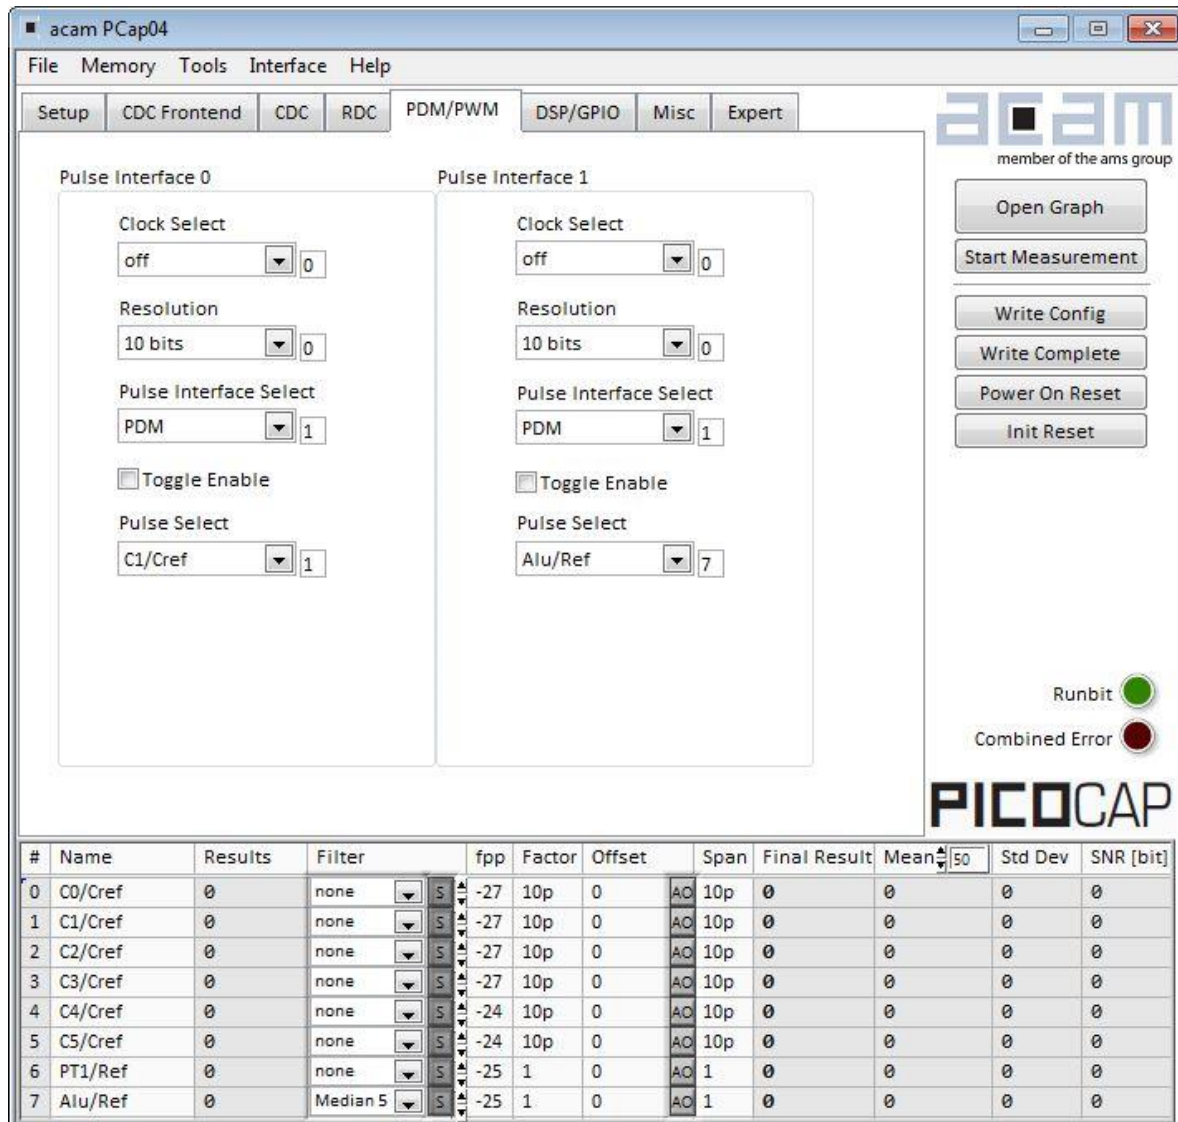 acam PCap04
File Memory Tools Interface Help
Setup CDC Frontend CDC RDC PDM/PWM DSP/GPIO Misc Expert
acam
member of the ams group
Pulse Interface 0 Pulse Interface 1
Clock Select Clock Select
off 0 off 0
Resolution Resolution
10 bits 0 10 bits 0
Pulse Interface Select Pulse Interface Select
PDM 1 PDM 1
Toggle Enable Toggle Enable
Pulse Select Pulse Select
C1/Cref 1 Alu/Ref 7
Open Graph
Start Measurement
Write Config
Write Complete
Power On Reset
Init Reset
Runbit
Combined Error
PICOCAP
# Name Results Filter fpp Factor Offset Span Final Result Mean 50 Std Dev SNR [bit]
0 C0/Cref 0 none S -27 10p 0 AO 10p 0 0 0 0
1 C1/Cref 0 none S -27 10p 0 AO 10p 0 0 0 0
2 C2/Cref 0 none S -27 10p 0 AO 10p 0 0 0 0
3 C3/Cref 0 none S -27 10p 0 AO 10p 0 0 0 0
4 C4/Cref 0 none S -24 10p 0 AO 10p 0 0 0 0
5 C5/Cref 0 none S -24 10p 0 AO 10p 0 0 0 0
6 PT1/Ref 0 none S -25 1 0 AO 1 0 0 0 0
7 Alu/Ref 0 Median 5 S -25 1 0 AO 1 0 0 0 0